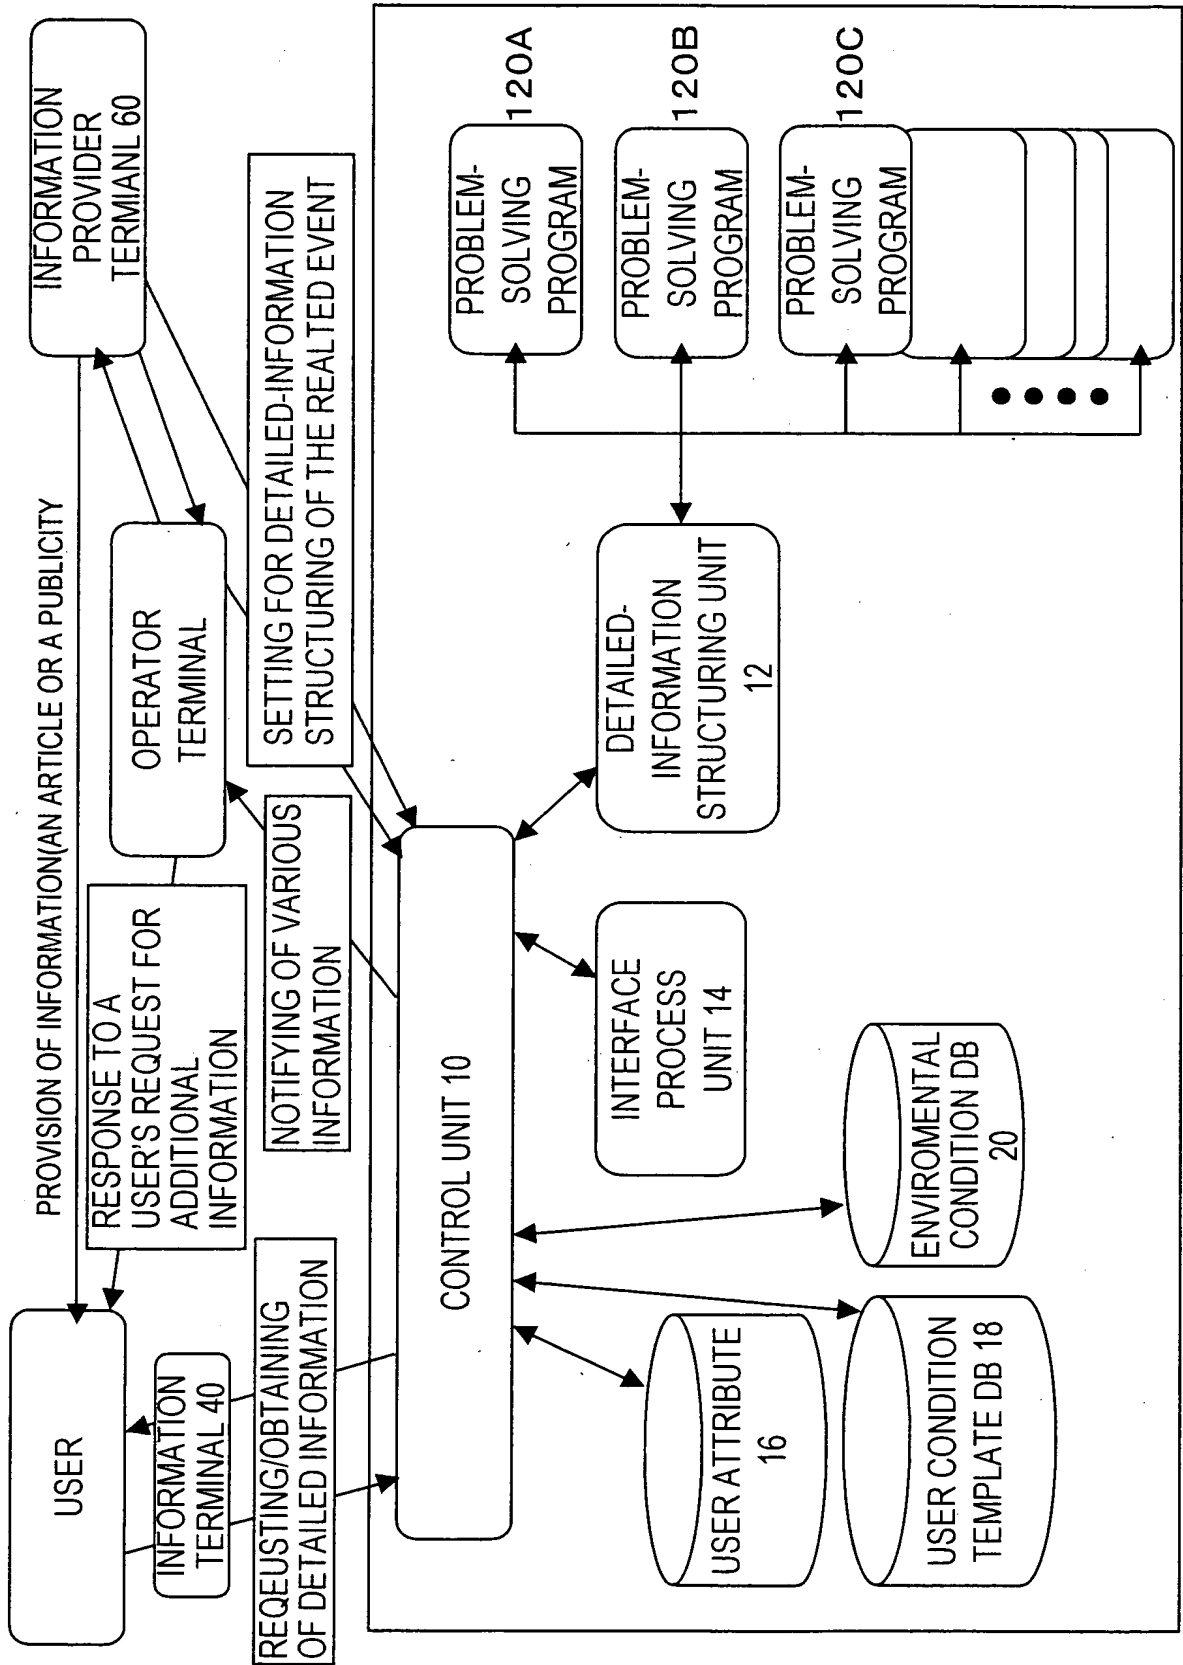 USER
INFORMATION
TERMINAL 40
REQEUSTING/OBTAINING
OF DETAILED INFORMATION
PROVISION OF INFORMATION(AN ARTICLE OR A PUBLICITY
RESPONSE TO A
USER'S REQUEST FOR
ADDITIONAL
INFORMATION
OPERATOR
TERMINAL
NOTIFYING OF VARIOUS
INFORMATION
INFORMATION
PROVIDER
TERMIANL 60
SETTING FOR DETAILED-INFORMATION
STRUCTURING OF THE REALTED EVENT
CONTROL UNIT 10
USER ATTRIBUTE
16
USER CONDITION
TEMPLATE DB 18
ENVIROMENTAL
CONDITION DB
20
INTERFACE
PROCESS
UNIT 14
DETAILED-
INFORMATION
STRUCTURING UNIT
12
PROBLEM-
SOLVING
PROGRAM
120A
PROBLEM-
SOLVING
PROGRAM
120B
PROBLEM-
SOLVING
PROGRAM
120C